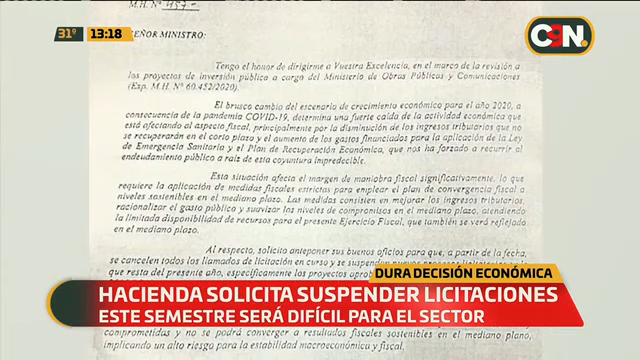 M.H. Nº 957.-
31º 13:18
C9N.
SEÑOR MINISTRO:
Tengo el honor de dirigirme a Vuestra Excelencia, en el marco de la revisión a
los proyectos de inversión pública a cargo del Ministerio de Obras Públicas y Comunicaciones
(Exp. M.H. Nº 60.452/2020).
El brusco cambio del escenario de crecimiento económico para el año 2020, a
consecuencia de la pandemia COVID-19, determina una fuerte caída de la actividad económica que
está afectando al aspecto fiscal, principalmente por la disminución de los ingresos tributarios que no
se recuperarán en el corto plazo y el aumento de los gastos financiados para la aplicación de la Ley
de Emergencia Sanitaria y el Plan de Recuperación Económica, que nos ha forzado a recurrir al
endeudamiento público a raíz de esta coyuntura impredecible.
Esta situación afecta el margen de maniobra fiscal significativamente, lo que
requiere la aplicación de medidas fiscales estrictas para emplear el plan de convergencia fiscal a
niveles sostenibles en el mediano plazo. Las medidas consisten en mejorar los ingresos tributarios,
racionalizar el gasto público y suavizar los niveles de compromisos en el mediano plazo, atendiendo
la limitada disponibilidad de recursos para el presente Ejercicio Fiscal, que también se verá reflejado
en el mediano plazo.
Al respecto, solicito anteponer sus buenos oficios para que, a partir de la fecha,
se cancelen todos los llamados de licitación en curso y se suspendan
que resta del presente año, específicamente los proyectos
DURA DECISIÓN ECONÓMICA
HACIENDA SOLICITA SUSPENDER LICITACIONES
ESTE SEMESTRE SERÁ DIFÍCIL PARA EL SECTOR
comprometidas y no se podrá converger a resultados fiscales sostenibles en el mediano plazo,
implicando un alto riesgo para la estabilidad macroeconómica y fiscal.